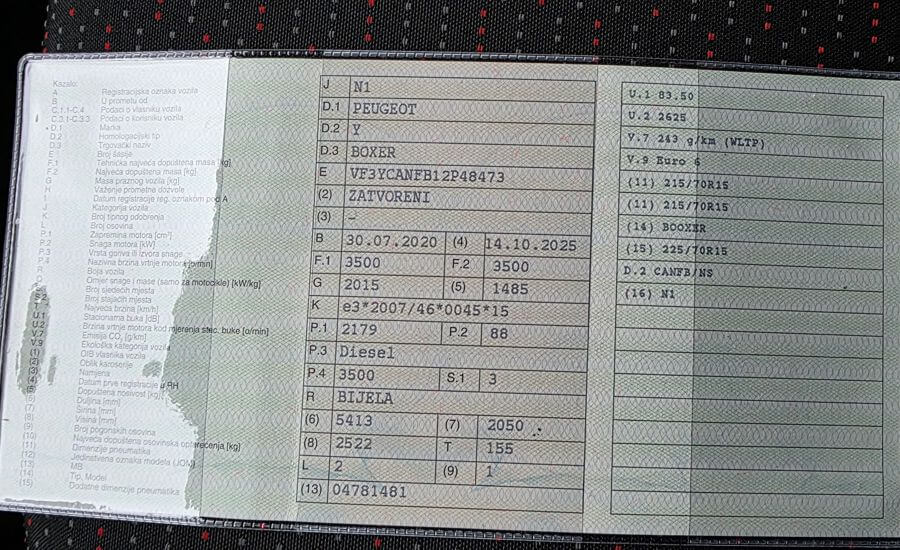 Kazalo:
A Registracijska oznaka vozila
B U prometu od
C.1.1-C.4 Podaci o vlasniku vozila
C.3.1-C.3.3 Podaci o korisniku vozila
D.1 Marka
D.2 Homologacijski tip
D.3 Trgovački naziv
E Broj šasije
F.1 Tehnička najveća dopuštena masa [kg]
F.2 Najveća dopuštena masa [kg]
G Masa praznog vozila [kg]
H Važenje prometne dozvole
I Datum registracije reg. oznakom pod A
J Kategorija vozila
K Broj tipnog odobrenja
L Broj osovina
P.1 Zapremina motora [cm³]
P.2 Snaga motora [kW]
P.3 Vrsta goriva ili izvora snage
P.4 Nazivna brzina vrtnje motora [o/min]
R Boja vozila
Omjer snage i mase (samo za motocikle) [kW/kg]
Broj sjedećih mjesta
Broj stajaćih mjesta
T Najveća brzina [km/h]
U.1 Stacionarna buka [dB]
U.2 Brzina vrtnje motora kod mjerenja stac. buke [o/min]
V.7 Emisija CO₂ [g/km]
V.9 Ekološka kategorija vozila
(1) OIB vlasnika vozila
(2) Oblik karoserije
(3) Namjena
(4) Datum prve registracije u RH
(5) Dopuštena nosivost [kg]
(6) Duljina [mm]
(7) Širina [mm]
(8) Visina [mm]
(9) Broj pogonskih osovina
(10) Najveća dopuštena osovinska opterećenja [kg]
(11) Dimenzije pneumatika
(12) Jedinstvena oznaka modela (JOM)
(13) MB
(14) Tip, Model
(15) Dodatne dimenzije pneumatika
J N1
D.1 PEUGEOT
D.2 Y
D.3 BOXER
E VF3YCANFB12P48473
(2) ZATVORENI
(3) -
B 30.07.2020 (4) 14.10.2025
F.1 3500 F.2 3500
G 2015 (5) 1485
K e3*2007/46*0045*15
P.1 2179 P.2 88
P.3 Diesel
P.4 3500 S.1 3
R BIJELA
(6) 5413 (7) 2050
(8) 2522 T 155
L 2 (9) 1
(13) 04781481
U.1 83.50
U.2 2625
V.7 243 g/km (WLTP)
V.9 Euro 6
(11) 215/70R15
(11) 215/70R15
(14) BOOXER
(15) 225/70R15
D.2 CANFB/NS
(16) N1